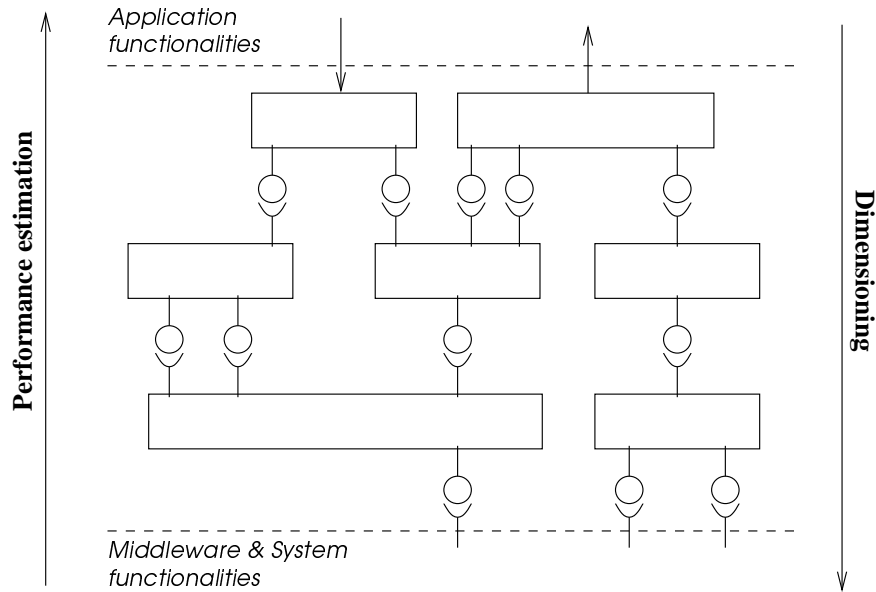 Application
functionalities
Performance estimation
Dimensioning
Middleware & System
functionalities